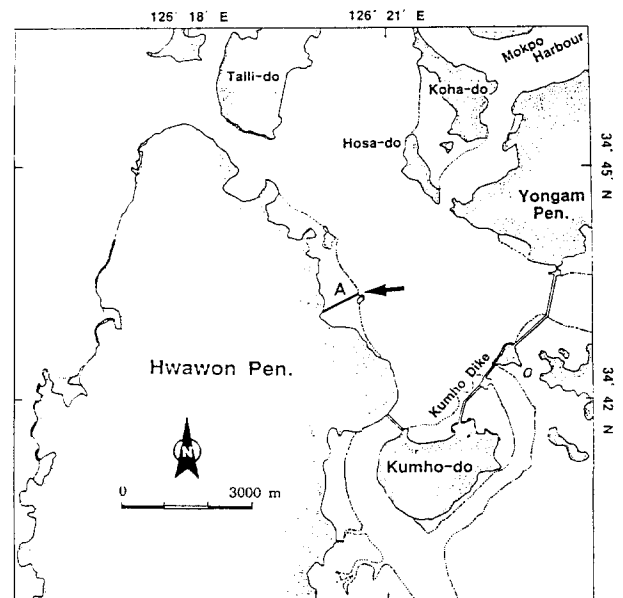 126° 18' E
126° 21' E
Mokpo
Harbour
Talli-do
Koha-do
Hosa-do
34° 45' N
Yongam
Pen.
A
Hwawon Pen.
Kumho Dike
34° 42' N
N
Kumho-do
0
3000 m